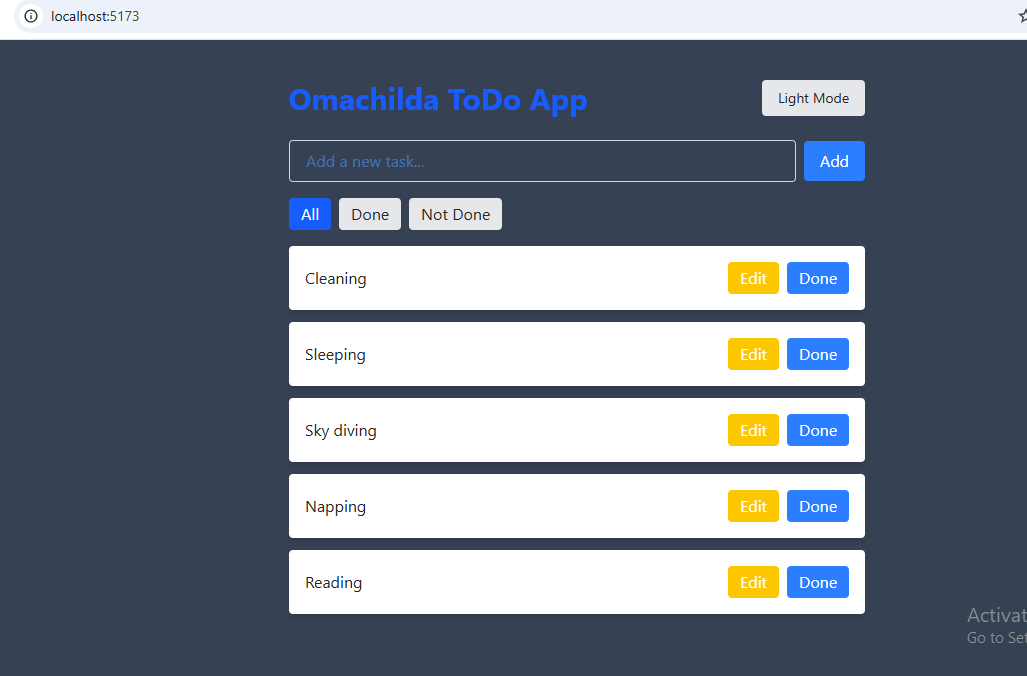 localhost:5173
Omachilda ToDo App
Light Mode
Add a new task...
Add
All Done Not Done
Cleaning Edit Done
Sleeping Edit Done
Sky diving Edit Done
Napping Edit Done
Reading Edit Done
Activat
Go to Set